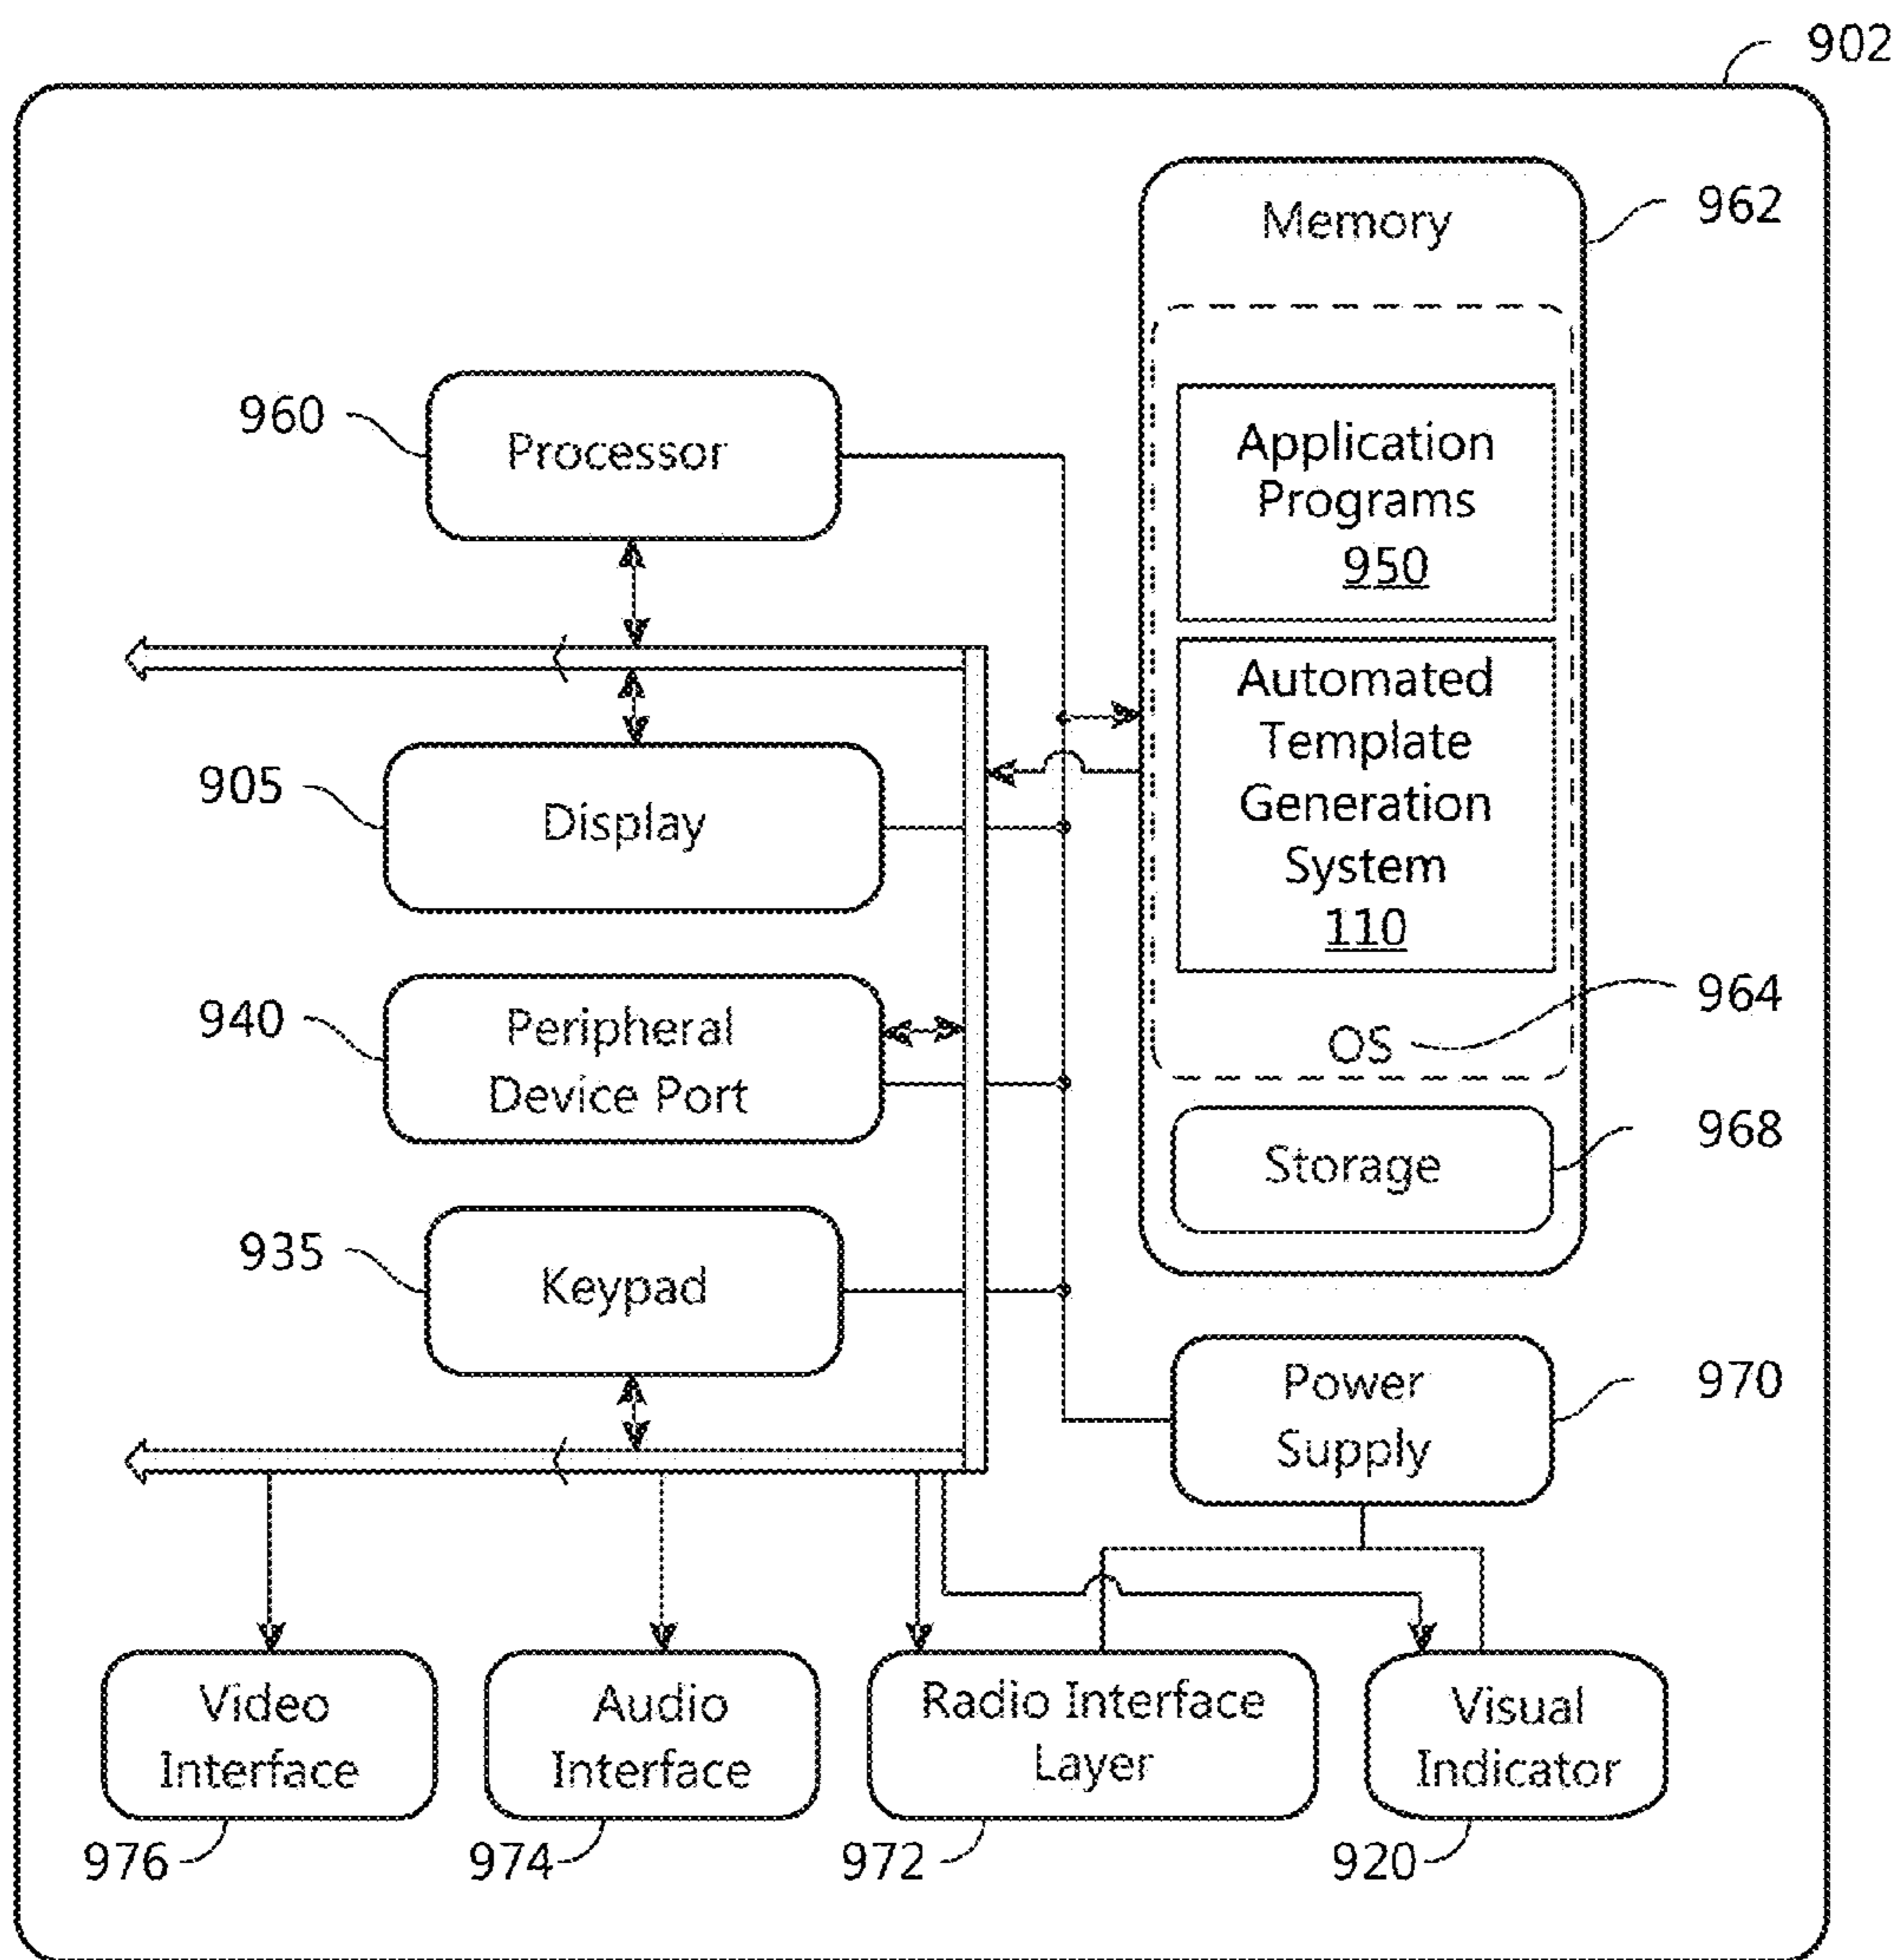 902
Memory
962
Application
Programs
950
960
Processor
Automated
Template
Generation
System
110
905
Display
964
OS
940
Peripheral
Device Port
968
Storage
935
Keypad
970
Power
Supply
Video
Interface
976
Audio
Interface
974
Radio Interface
Layer
972
Visual
Indicator
920